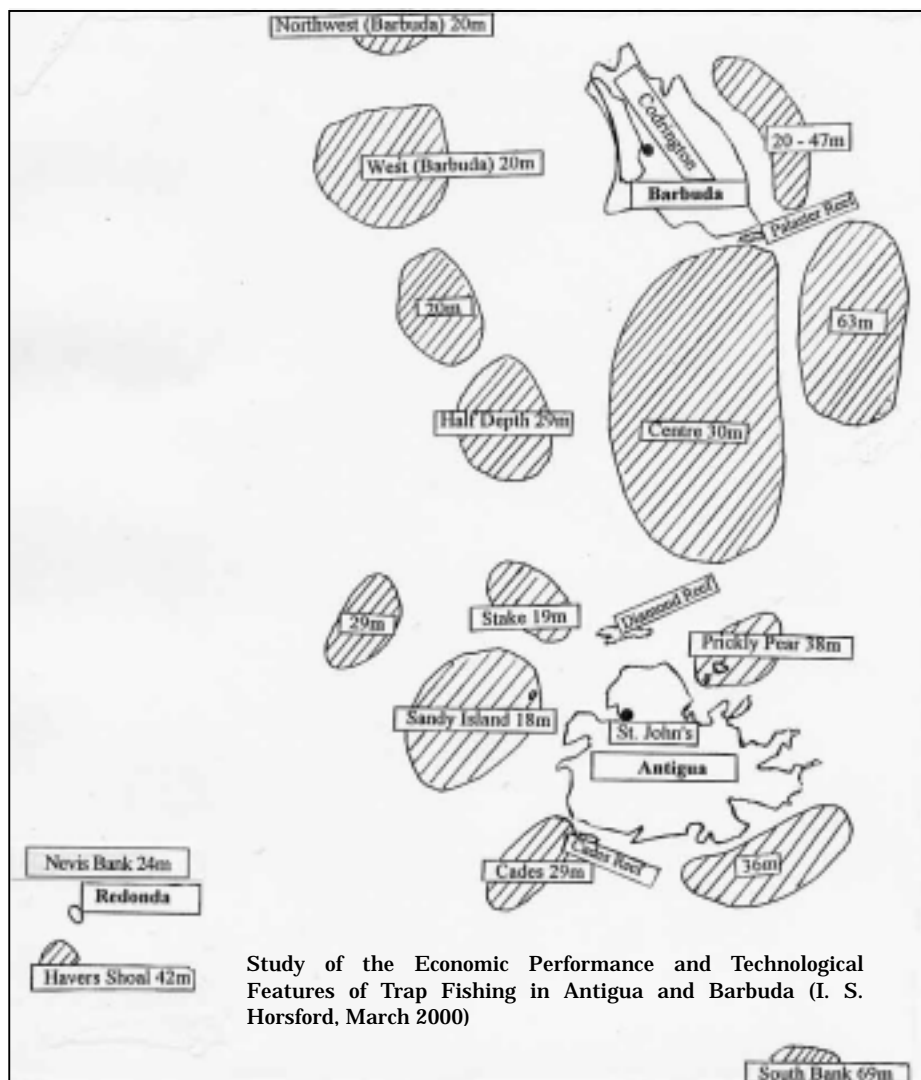 Northwest (Barbuda) 20m
Codrington
20 - 47m
West (Barbuda) 20m
Barbuda
Palaster Reef
70m
63m
Half Depth 29m
Centre 30m
29m
Stake 19m
Diamond Reef
Prickly Pear 38m
Sandy Island 18m
St. John's
Antigua
Nevis Bank 24m
Redonda
Cades 29m
Cades Reef
36m
Havers Shoal 42m
Study of the Economic Performance and Technological
Features of Trap Fishing in Antigua and Barbuda (I. S.
Horsford, March 2000)
South Bank 69m